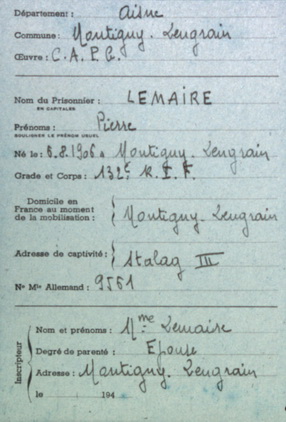 Département : Aisne
Commune : Montigny-Lengrain
Œuvre : C.A.P.G.
Nom du Prisonnier : LEMAIRE
EN CAPITALES
Prénoms : Pierre
SOULIGNER LE PRÉNOM USUEL
Né le : 6.8.1906 à Montigny-Lengrain
Grade et Corps : 132e R.I.F.
Domicile en
France au moment
de la mobilisation : Montigny-Lengrain
Adresse de captivité : Stalag III
No Mle Allemand : 9561
Inscripteur
Nom et prénoms : Mme Lemaire
Degré de parenté : Epouse
Adresse : Montigny-Lengrain
le 194